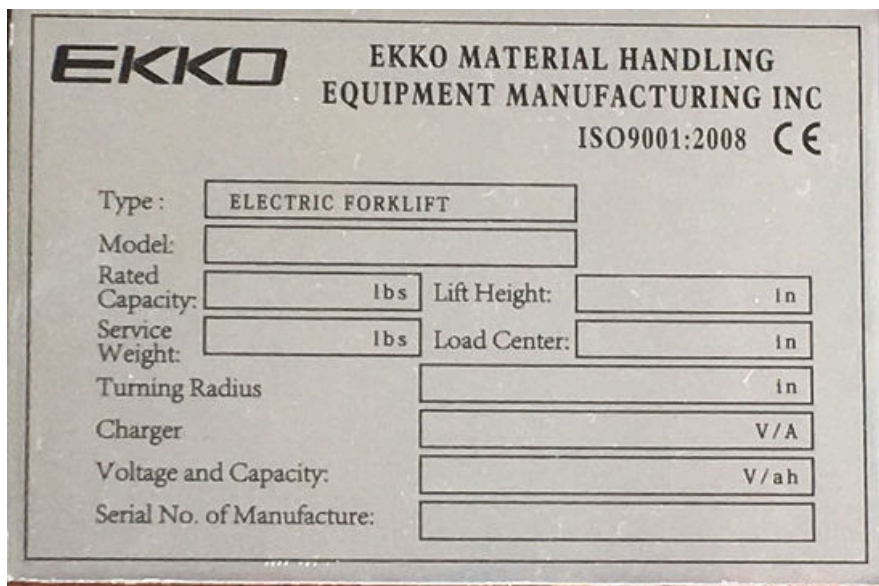 EKKO
EKKO MATERIAL HANDLING
EQUIPMENT MANUFACTURING INC
ISO9001:2008 CE
Type: ELECTRIC FORKLIFT
Model:
Rated
Capacity: lbs Lift Height: in
Service
Weight: lbs Load Center: in
Turning Radius in
Charger V/A
Voltage and Capacity: V/ah
Serial No. of Manufacture: